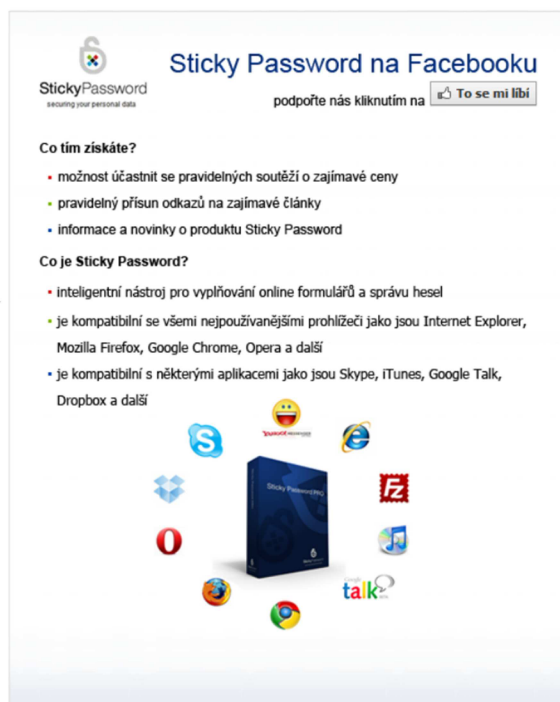 StickyPassword
securing your personal data
Sticky Password na Facebooku
podpořte nás kliknutím na To se mi líbí
Co tím získáte?
možnost účastnit se pravidelných soutěží o zajímavé ceny
pravidelný přísun odkazů na zajímavé články
informace a novinky o produktu Sticky Password
Co je Sticky Password?
inteligentní nástroj pro vyplňování online formulářů a správu hesel
je kompatibilní se všemi nejpoužívanějšími prohlížeči jako jsou Internet Explorer,
Mozilla Firefox, Google Chrome, Opera a další
je kompatibilní s některými aplikacemi jako jsou Skype, iTunes, Google Talk,
Dropbox a další
YAHOO! MESSENGER
S
Fz
Sticky Password PRO
Google
talk